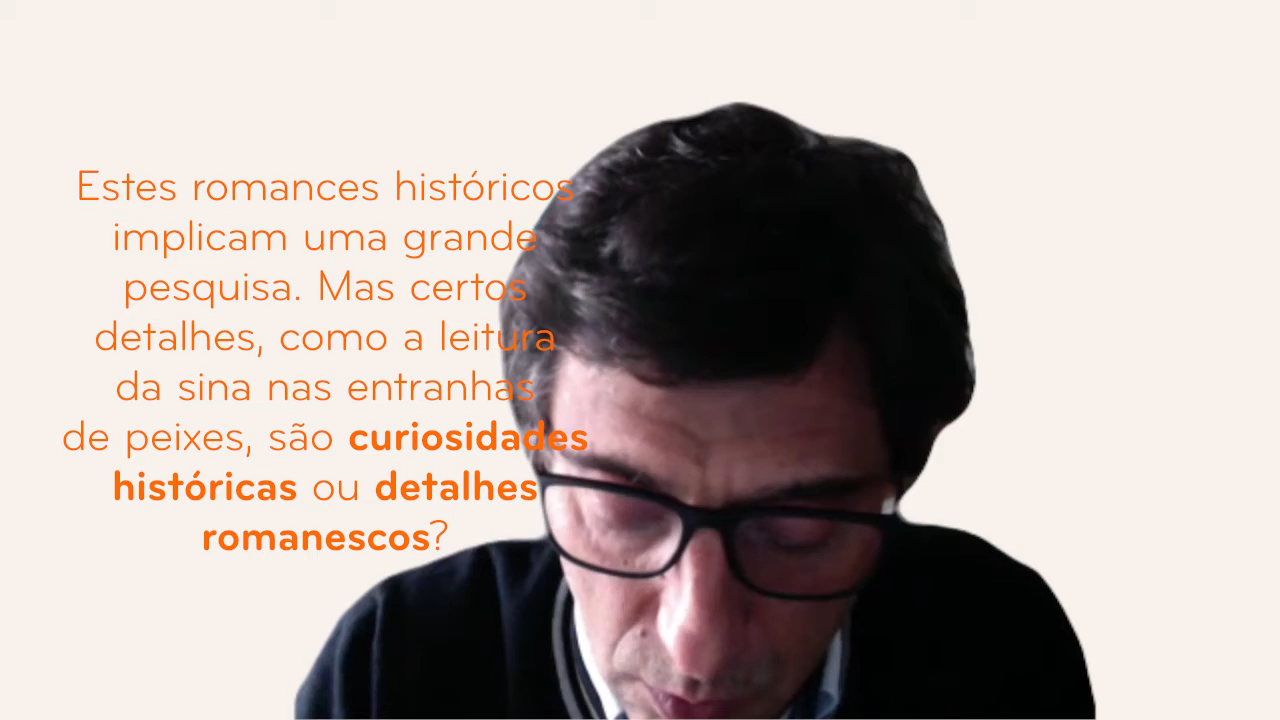 Estes romances históricos
implicam uma grande
pesquisa. Mas certos
detalhes, como a leitura
da sina nas entranhas
de peixes, são curiosidades
históricas ou detalhes
romanescos?